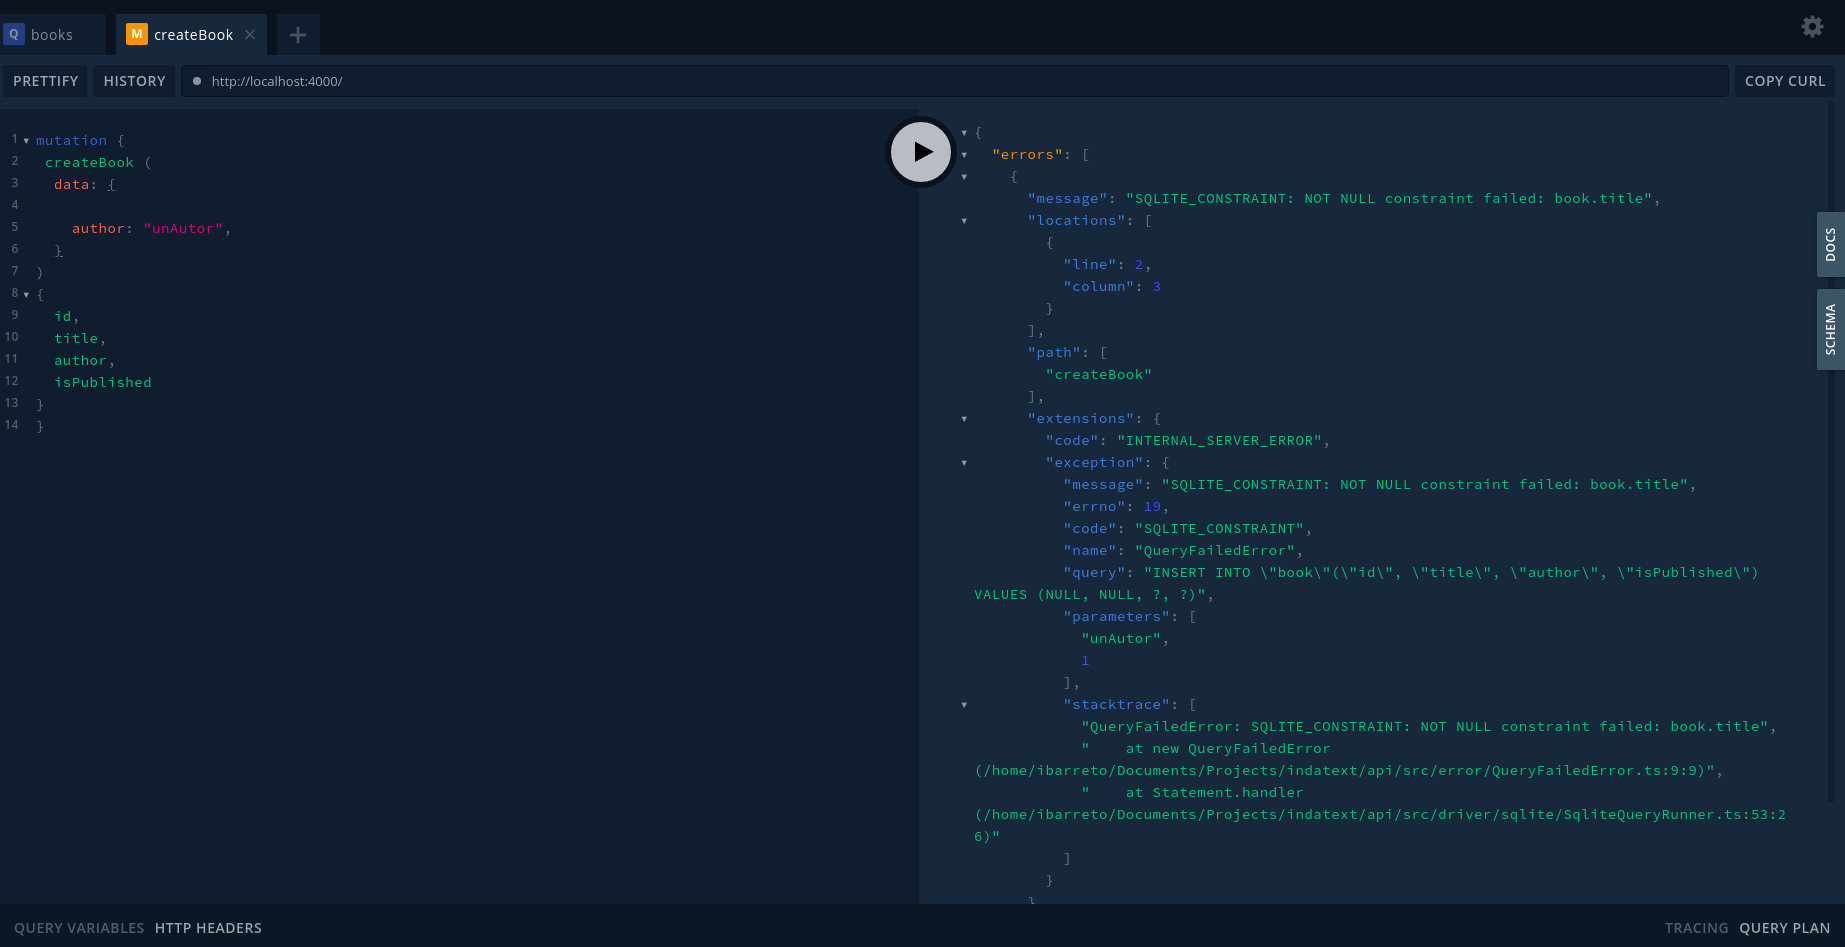 Q books M createBook × +
PRETTIFY HISTORY http://localhost:4000/ COPY CURL
1 mutation {
2 createBook (
3 data: {
4
5 author: "unAutor",
6 }
7 )
8 {
9 id,
10 title,
11 author,
12 isPublished
13 }
14 }
{
"errors": [
{
"message": "SQLITE_CONSTRAINT: NOT NULL constraint failed: book.title",
"locations": [
{
"line": 2,
"column": 3
}
],
"path": [
"createBook"
],
"extensions": {
"code": "INTERNAL_SERVER_ERROR",
"exception": {
"message": "SQLITE_CONSTRAINT: NOT NULL constraint failed: book.title",
"errno": 19,
"code": "SQLITE_CONSTRAINT",
"name": "QueryFailedError",
"query": "INSERT INTO \"book\"(\"id\", \"title\", \"author\", \"isPublished\")
VALUES (NULL, NULL, ?, ?)",
"parameters": [
"unAutor",
1
],
"stacktrace": [
"QueryFailedError: SQLITE_CONSTRAINT: NOT NULL constraint failed: book.title",
"    at new QueryFailedError
(/home/ibarreto/Documents/Projects/indatext/api/src/error/QueryFailedError.ts:9:9)",
"    at Statement.handler
(/home/ibarreto/Documents/Projects/indatext/api/src/driver/sqlite/SqliteQueryRunner.ts:53:2
6)"
]
}
}
DOCS
SCHEMA
QUERY VARIABLES HTTP HEADERS TRACING QUERY PLAN